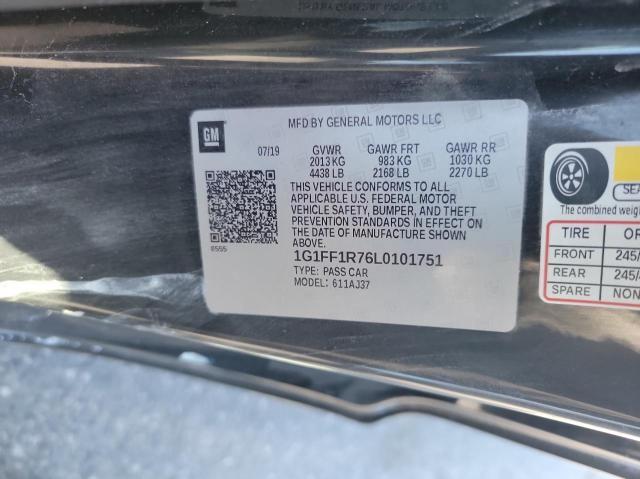 GM
MFD BY GENERAL MOTORS LLC
07/19 GVWR GAWR FRT GAWR RR
2013 KG 983 KG 1030 KG
4438 LB 2168 LB 2270 LB
THIS VEHICLE CONFORMS TO ALL
APPLICABLE U.S. FEDERAL MOTOR
VEHICLE SAFETY, BUMPER, AND THEFT
PREVENTION STANDARDS IN EFFECT ON
THE DATE OF MANUFACTURE SHOWN
ABOVE.
1G1FF1R76L0101751
TYPE: PASS CAR
MODEL: 611AJ37
The combined weig
TIRE
FRONT 245/
REAR 245/
SPARE NON